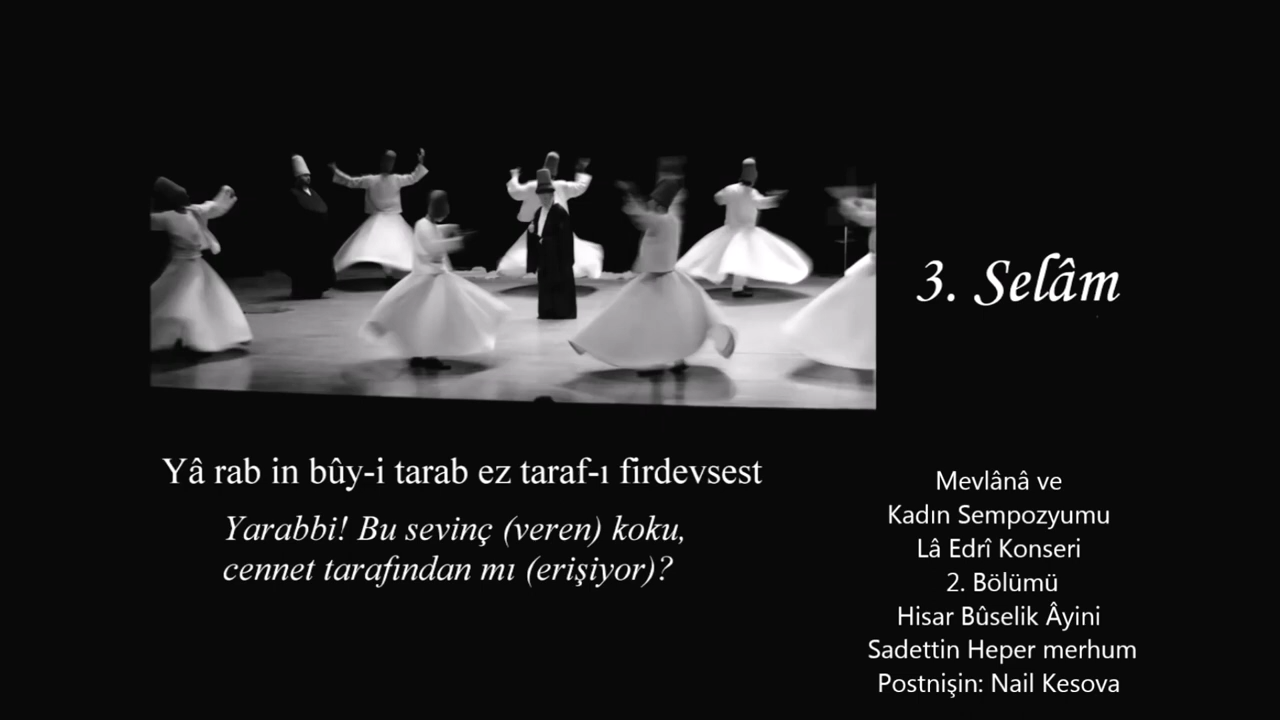 3. Selâm
Yâ rab in bûy-i tarab ez taraf-ı firdevsest
Yarabbi! Bu sevinç (veren) koku,
cennet tarafından mı (erişiyor)?
Mevlânâ ve
Kadın Sempozyumu
Lâ Edrî Konseri
2. Bölümü
Hisar Bûselik Âyini
Sadettin Heper merhum
Postnişin: Nail Kesova